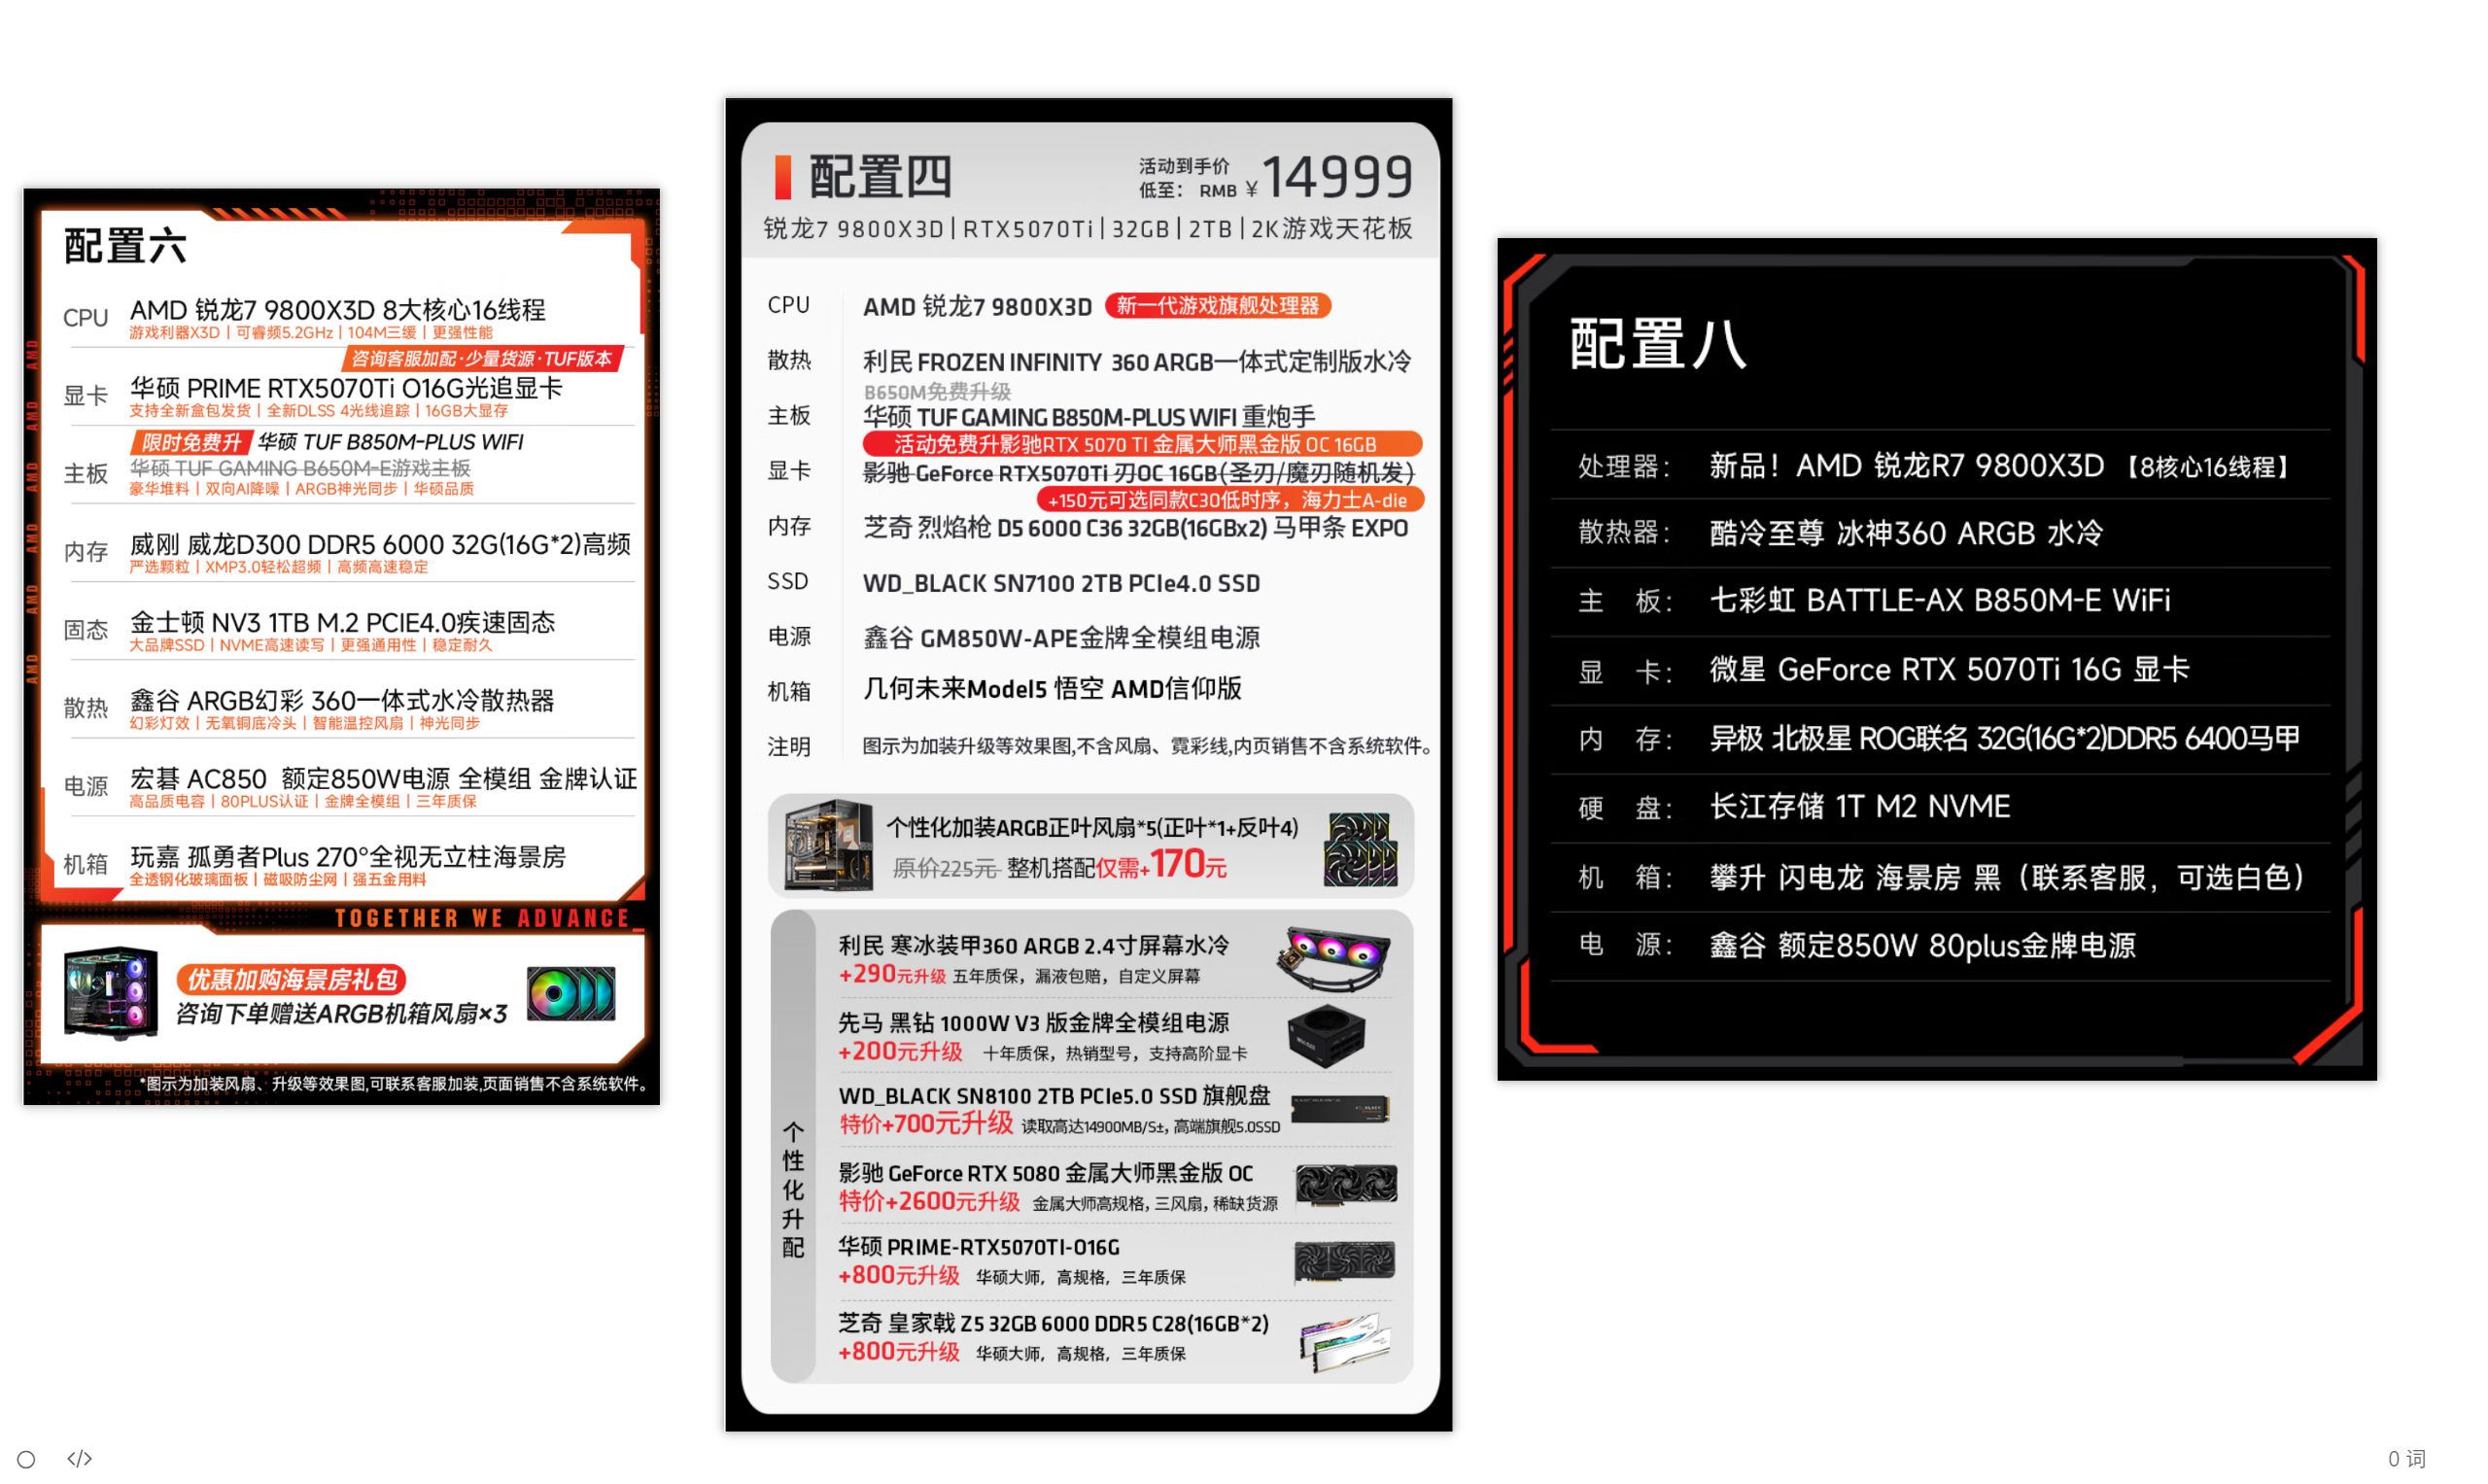 配置六
CPU
AMD 锐龙7 9800X3D 8大核心16线程
游戏利器X3D | 可睿频5.2GHz | 104M三缓 | 更强性能
咨询客服加配·少量货源·TUF版本
显卡
华硕 PRIME RTX5070Ti O16G光追显卡
支持全新盒包发货 | 全新DLSS 4光线追踪 | 16GB大显存
限时免费升 华硕 TUF B850M-PLUS WIFI
主板
华硕 TUF GAMING B650M-E游戏主板
豪华堆料 | 双向AI降噪 | ARGB神光同步 | 华硕品质
内存
威刚 威龙D300 DDR5 6000 32G(16G*2)高频
严选颗粒 | XMP3.0轻松超频 | 高频高速稳定
固态
金士顿 NV3 1TB M.2 PCIE4.0疾速固态
大品牌SSD | NVME高速读写 | 更强通用性 | 稳定耐久
散热
鑫谷 ARGB幻彩 360一体式水冷散热器
幻彩灯效 | 无氧铜底冷头 | 智能温控风扇 | 神光同步
电源
宏碁 AC850 额定850W电源 全模组 金牌认证
高品质电容 | 80PLUS认证 | 金牌全模组 | 三年质保
机箱
玩嘉 孤勇者Plus 270°全视无立柱海景房
全透钢化玻璃面板 | 磁吸防尘网 | 强五金用料
AMD
AMD
AMD
AMD
AMD
AMD
TOGETHER WE ADVANCE_
优惠加购海景房礼包
咨询下单赠送ARGB机箱风扇×3
*图示为加装风扇、升级等效果图,可联系客服加装,页面销售不含系统软件。
配置四
活动到手价
低至： RMB ¥14999
锐龙7 9800X3D | RTX5070Ti | 32GB | 2TB | 2K游戏天花板
CPU AMD 锐龙7 9800X3D 新一代游戏旗舰处理器
散热 利民 FROZEN INFINITY 360 ARGB一体式定制版水冷
B650M免费升级
主板 华硕 TUF GAMING B850M-PLUS WIFI 重炮手
活动免费升影驰RTX 5070 TI 金属大师黑金版 OC 16GB
显卡 影驰 GeForce RTX5070Ti 刃OC 16GB(圣刃/魔刃随机发)
+150元可选同款C30低时序，海力士A-die
内存 芝奇 烈焰枪 D5 6000 C36 32GB(16GBx2) 马甲条 EXPO
SSD WD_BLACK SN7100 2TB PCIe4.0 SSD
电源 鑫谷 GM850W-APE金牌全模组电源
机箱 几何未来Model5 悟空 AMD信仰版
注明 图示为加装升级等效果图,不含风扇、霓彩线,内页销售不含系统软件。
个性化加装ARGB正叶风扇*5(正叶*1+反叶4)
原价225元 整机搭配仅需+170元
个性化升配
利民 寒冰装甲360 ARGB 2.4寸屏幕水冷
+290元升级 五年质保，漏液包赔，自定义屏幕
先马 黑钻 1000W V3 版金牌全模组电源
+200元升级 十年质保，热销型号，支持高阶显卡
WD_BLACK SN8100 2TB PCIe5.0 SSD 旗舰盘
特价+700元升级 读取高达14900MB/S±，高端旗舰5.0SSD
影驰 GeForce RTX 5080 金属大师黑金版 OC
特价+2600元升级 金属大师高规格，三风扇，稀缺货源
华硕 PRIME-RTX5070TI-O16G
+800元升级 华硕大师，高规格，三年质保
芝奇 皇家戟 Z5 32GB 6000 DDR5 C28(16GB*2)
+800元升级 华硕大师，高规格，三年质保
配置八
处理器： 新品！AMD 锐龙R7 9800X3D 【8核心16线程】
散热器： 酷冷至尊 冰神360 ARGB 水冷
主 板： 七彩虹 BATTLE-AX B850M-E WiFi
显 卡： 微星 GeForce RTX 5070Ti 16G 显卡
内 存： 异极 北极星 ROG联名 32G(16G*2)DDR5 6400马甲
硬 盘： 长江存储 1T M2 NVME
机 箱： 攀升 闪电龙 海景房 黑（联系客服，可选白色）
电 源： 鑫谷 额定850W 80plus金牌电源
</> 0 词